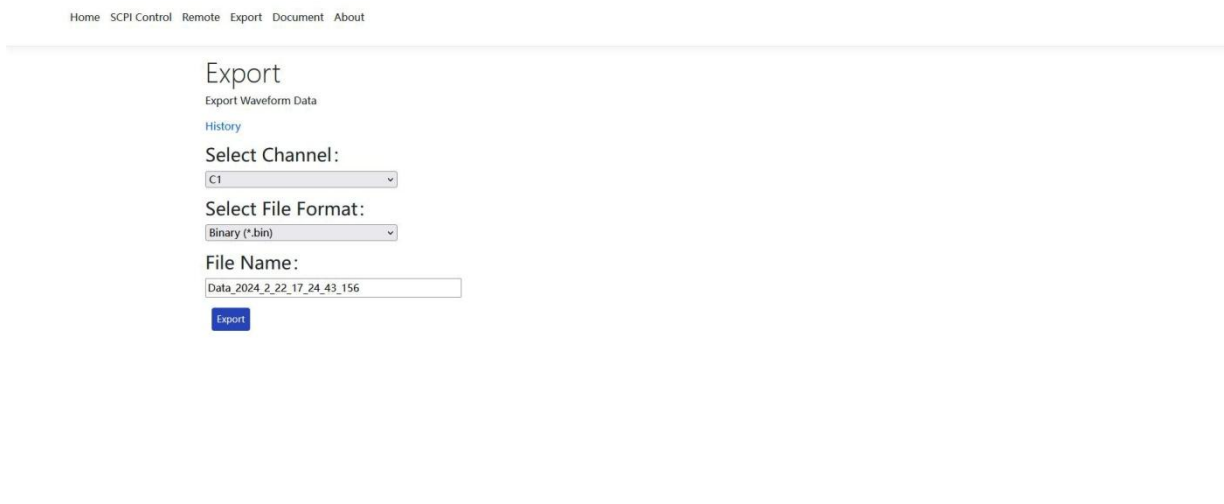 Home SCPI Control Remote Export Document About
Export
Export Waveform Data
History
Select Channel:
C1
Select File Format:
Binary (*.bin)
File Name:
Data_2024_2_22_17_24_43_156
Export